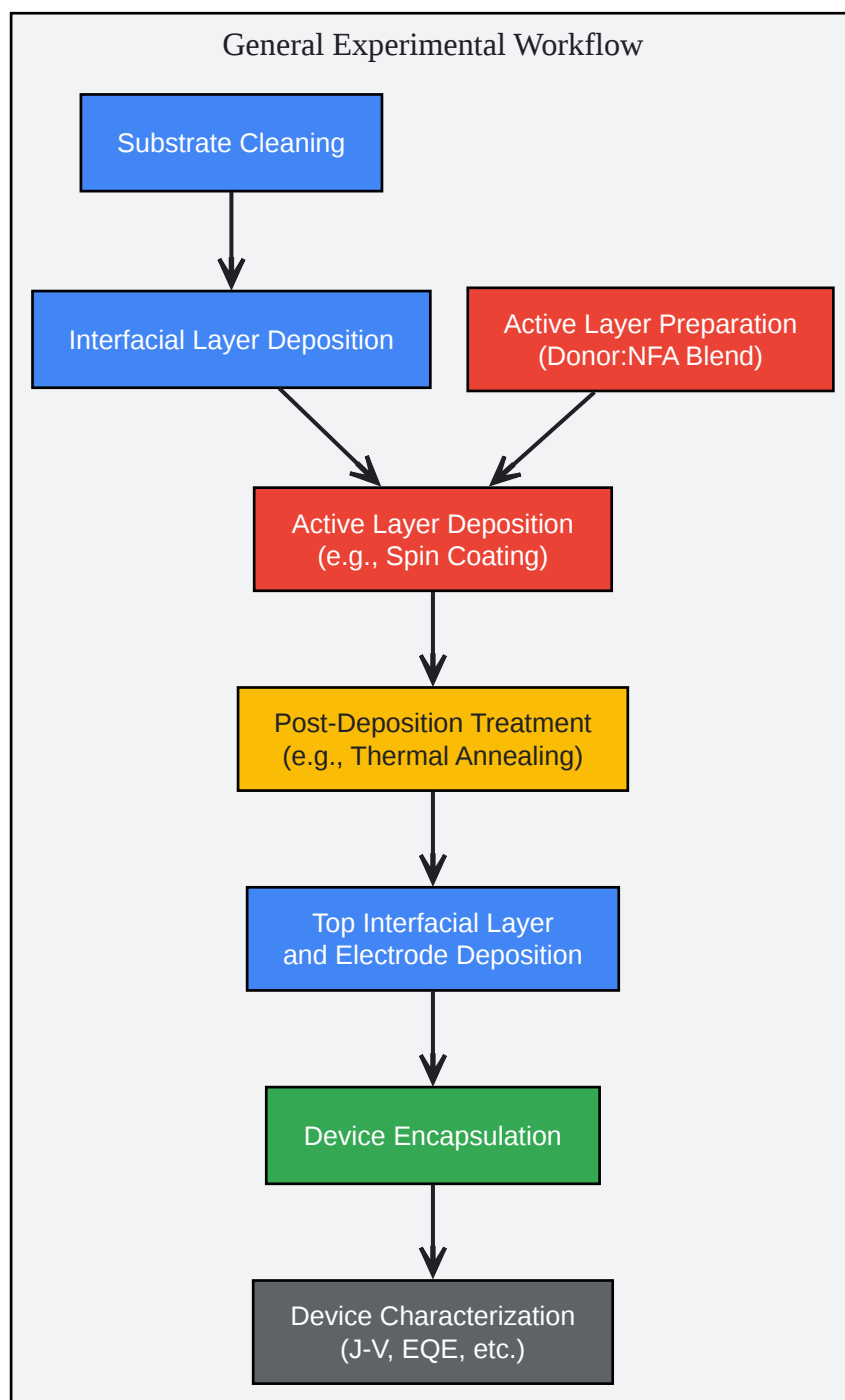 General Experimental Workflow
Substrate Cleaning
Interfacial Layer Deposition
Active Layer Preparation
(Donor:NFA Blend)
Active Layer Deposition
(e.g., Spin Coating)
Post-Deposition Treatment
(e.g., Thermal Annealing)
Top Interfacial Layer
and Electrode Deposition
Device Encapsulation
Device Characterization
(J-V, EQE, etc.)